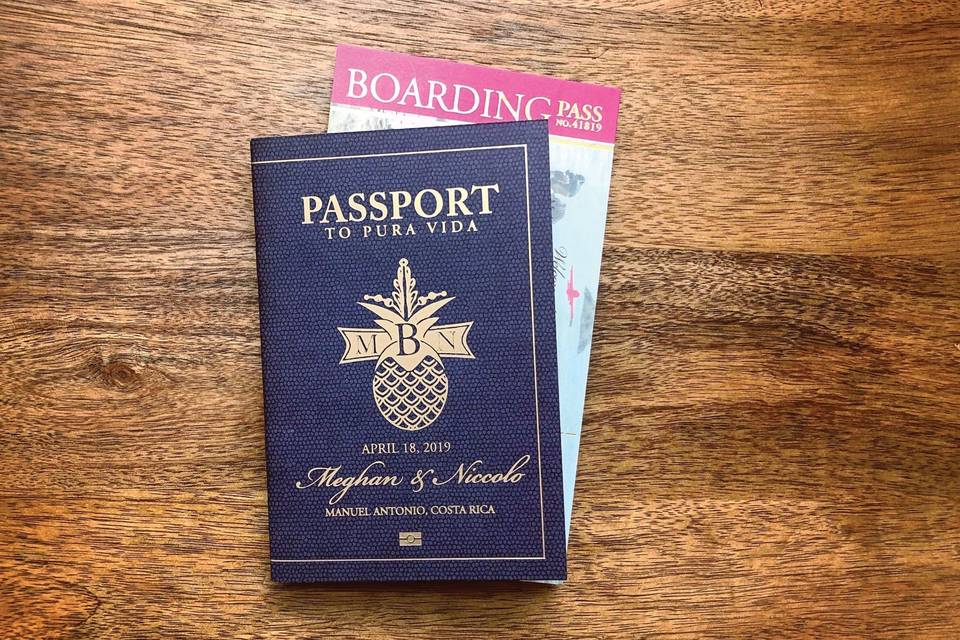 BOARDING PASS
NO.41819
PASSPORT
TO PURA VIDA
M B N
APRIL 18, 2019
Meghan & Niccolo
MANUEL ANTONIO, COSTA RICA